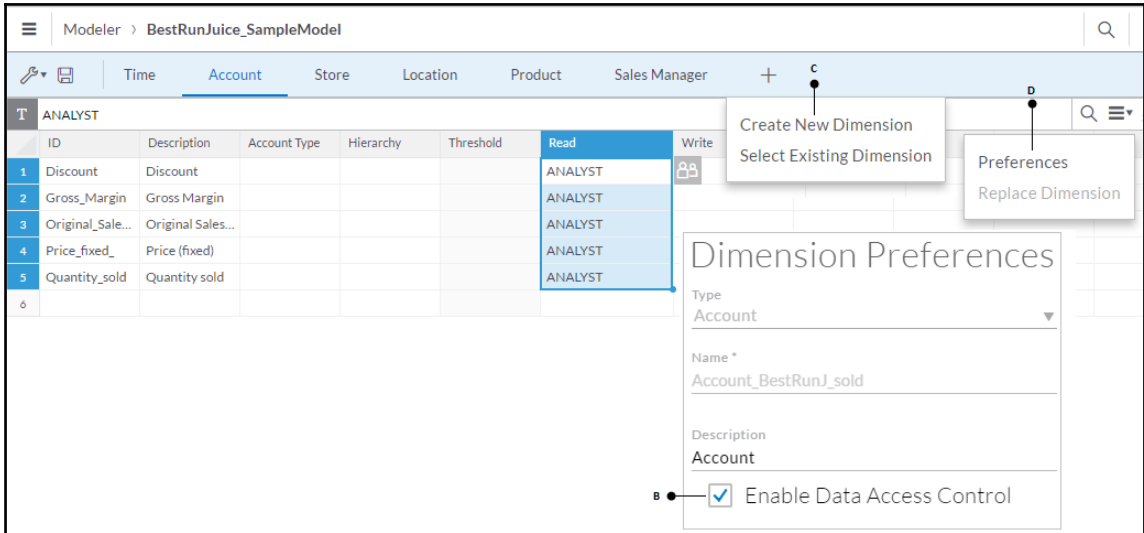 Modeler > BestRunJuice_SampleModel
Time Account Store Location Product Sales Manager + C
D
T ANALYST
Create New Dimension
Select Existing Dimension
Preferences
Replace Dimension
ID Description Account Type Hierarchy Threshold Read Write
1 Discount Discount ANALYST
2 Gross_Margin Gross Margin ANALYST
3 Original_Sale... Original Sales... ANALYST
4 Price_fixed_ Price (fixed) ANALYST
5 Quantity_sold Quantity sold ANALYST
6
Dimension Preferences
Type
Account
Name *
Account_BestRunJ_sold
Description
Account
B Enable Data Access Control